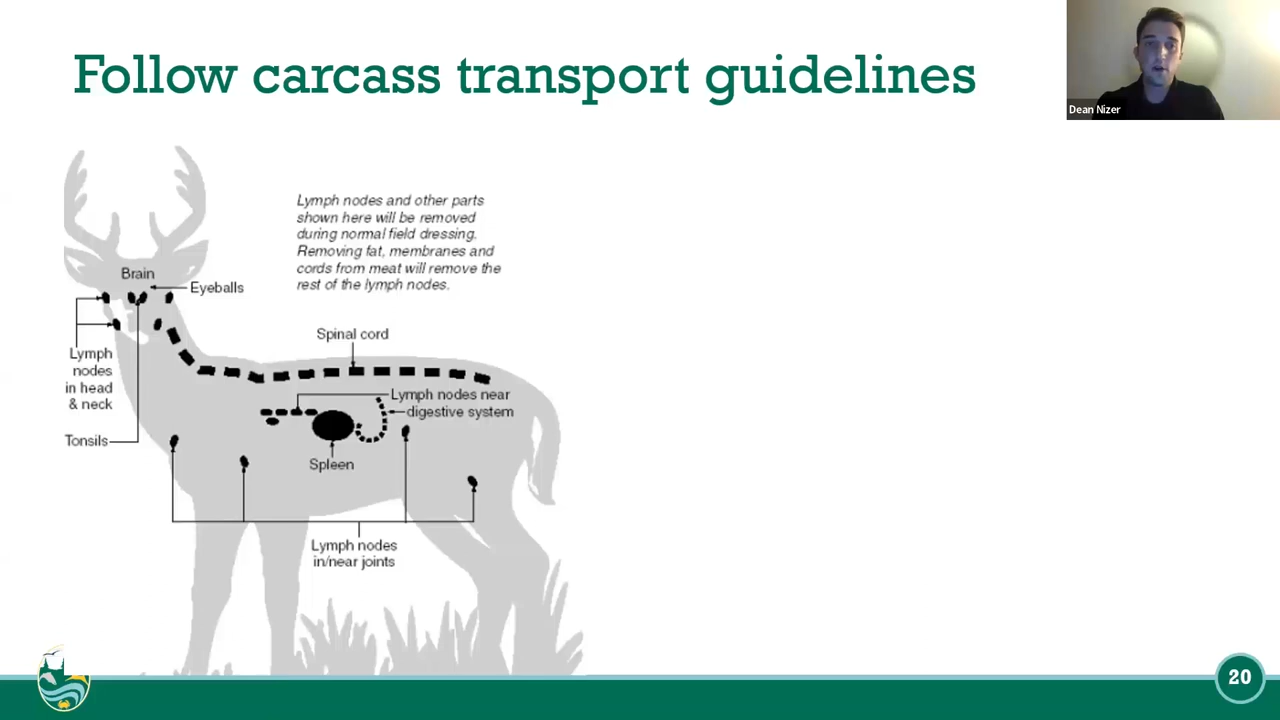 Follow carcass transport guidelines
Dean Nizer
Lymph nodes and other parts
shown here will be removed
during normal field dressing.
Removing fat, membranes and
cords from meat will remove the
rest of the lymph nodes.
Brain
Eyeballs
Spinal cord
Lymph
nodes
in head
& neck
Lymph nodes near
digestive system
Tonsils
Spleen
Lymph nodes
in/near joints
20